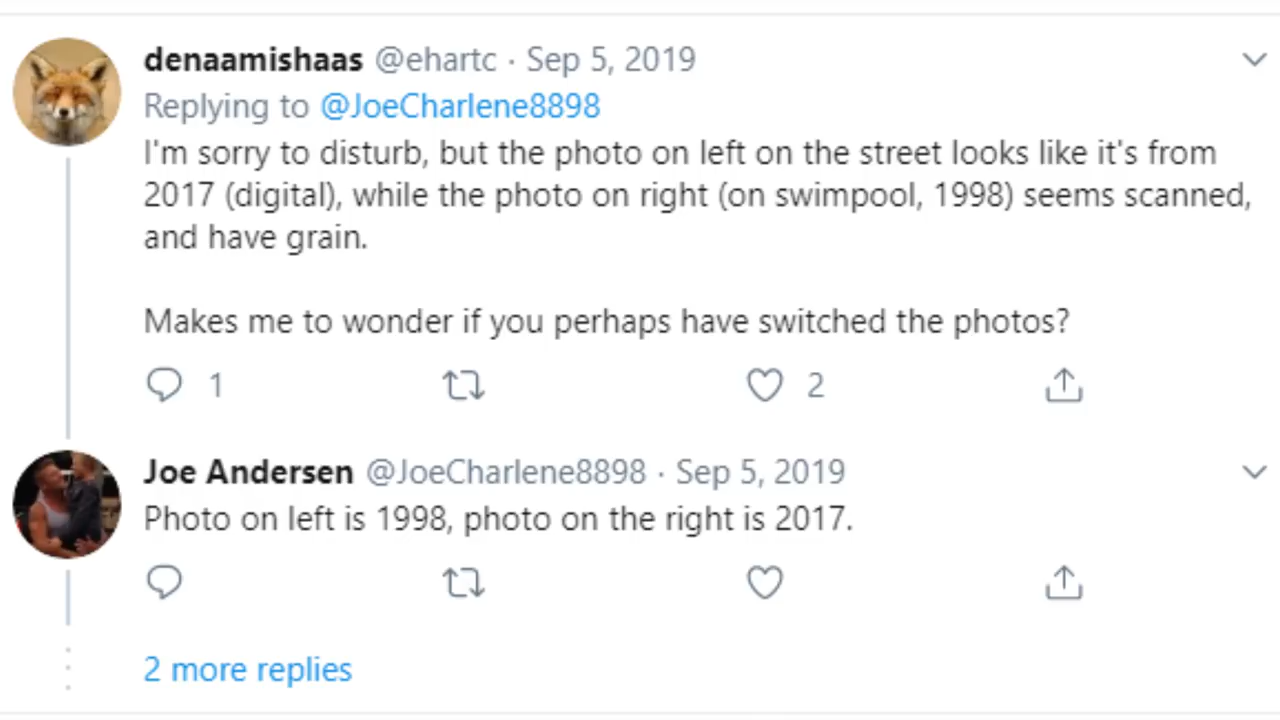 denaamishaas @ehartc · Sep 5, 2019
Replying to @JoeCharlene8898
I'm sorry to disturb, but the photo on left on the street looks like it's from
2017 (digital), while the photo on right (on swimpool, 1998) seems scanned,
and have grain.
Makes me to wonder if you perhaps have switched the photos?
1 2
Joe Andersen @JoeCharlene8898 · Sep 5, 2019
Photo on left is 1998, photo on the right is 2017.
2 more replies